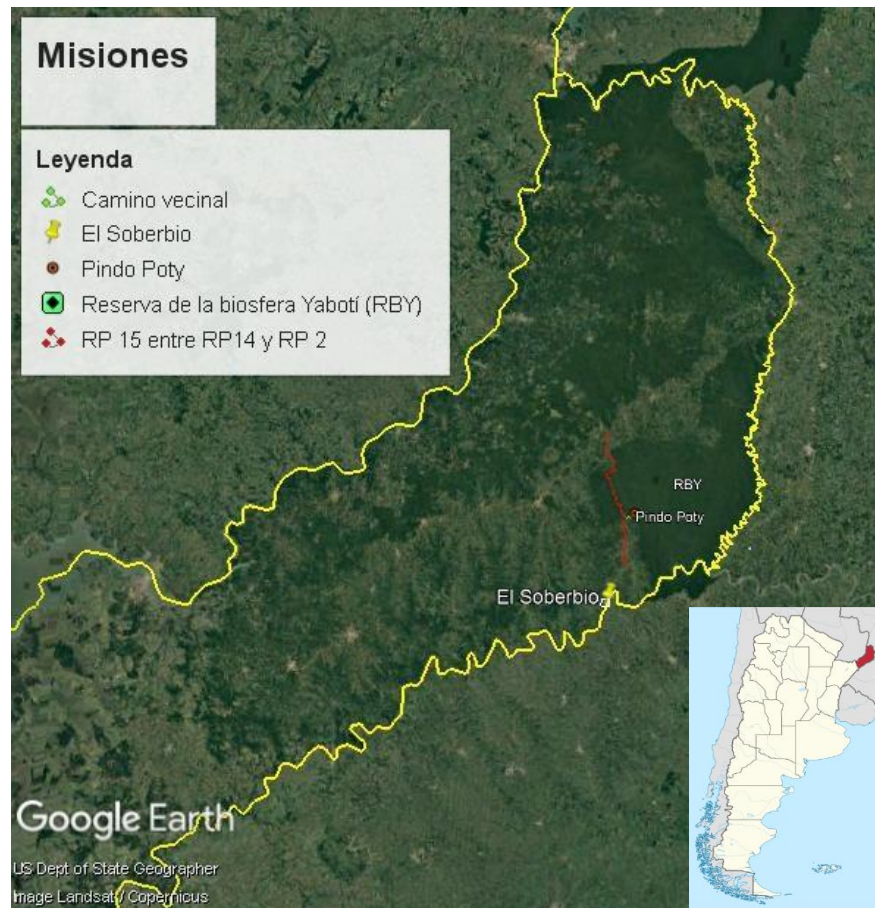 Misiones
Leyenda
Camino vecinal
El Soberbio
Pindo Poty
Reserva de la biosfera Yabotí (RBY)
RP 15 entre RP14 y RP 2
RBY
Pindo Poty
El Soberbio
Google Earth
US Dept of State Geographer
Image Landsat / Copernicus